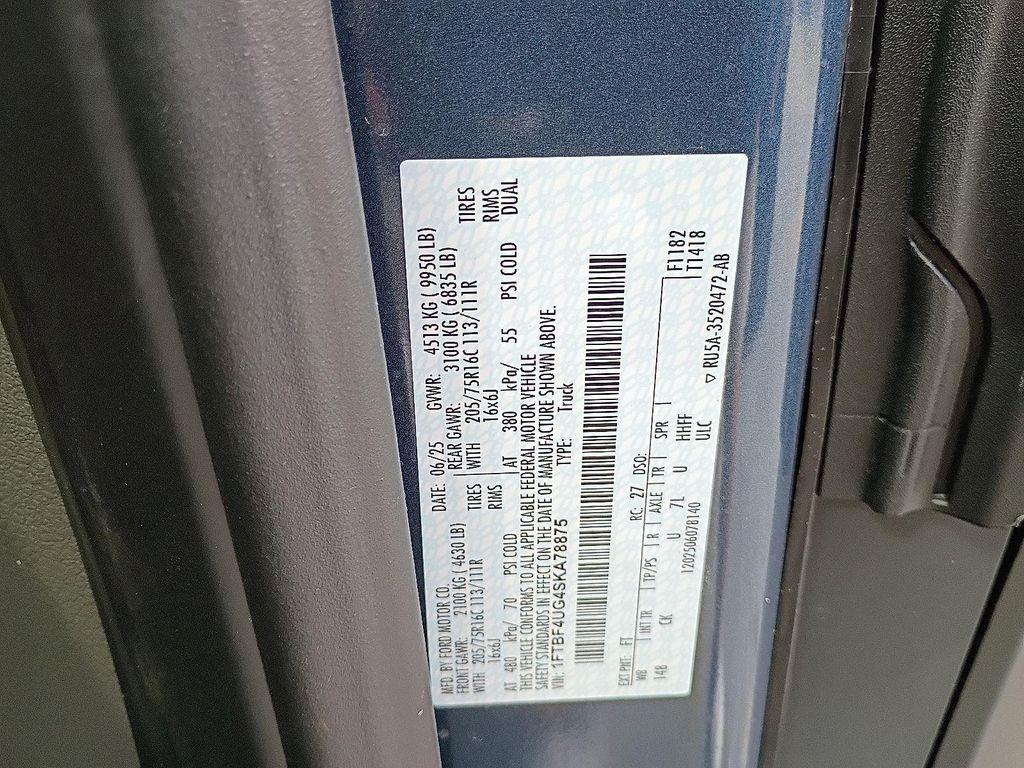 MFD. BY FORD MOTOR CO.
DATE: 06/25 GVWR: 4513 KG ( 9950 LB)
FRONT GAWR: 2100 KG ( 4630 LB) REAR GAWR: 3100 KG ( 6835 LB)
WITH 205/75R16C 113/111R TIRES WITH 205/75R16C 113/111R TIRES
16x6J RIMS 16x6J RIMS
AT 480 kPa/ 70 PSI COLD AT 380 kPa/ 55 PSI COLD DUAL
THIS VEHICLE CONFORMS TO ALL APPLICABLE FEDERAL MOTOR VEHICLE
SAFETY STANDARDS IN EFFECT ON THE DATE OF MANUFACTURE SHOWN ABOVE.
VIN: 1FTBF4UG4SKA78875 TYPE: Truck
EXT PNT: FT RC: 27 DSO: F1182
WB INT TR TP/PS R AXLE TR SPR T1418
148 CK U 7L U HHFF
ULC
1202506078140 ▽ RU5A-3520472-AB